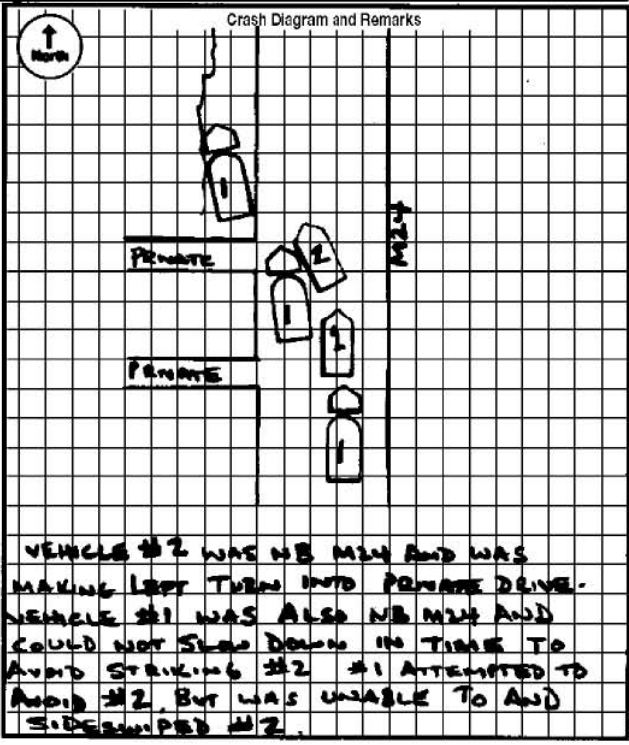 Crash Diagram and Remarks
North
1
2
1
M24
PRIVATE
2
PRIVATE
1
VEHICLE #2 WAS NB M24 AND WAS
MAKING LEFT TURN INTO PRIVATE DRIVE.
VEHICLE #1 WAS ALSO NB M24 AND
COULD NOT SLOW DOWN IN TIME TO
AVOID STRIKING #2 #1 ATTEMPTED TO
AVOID #2, BUT WAS UNABLE TO AND
SIDESWIPED #2.